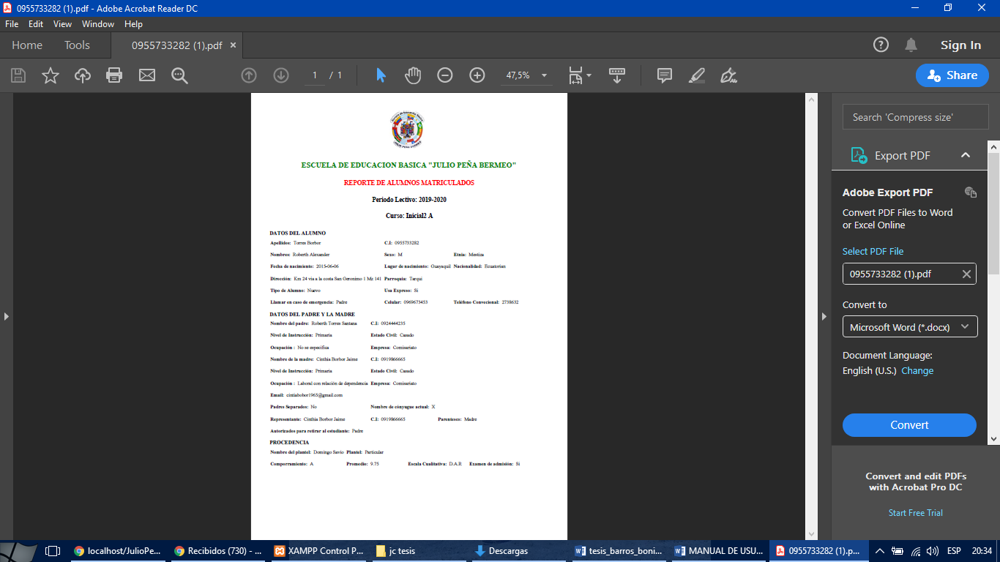 0955733282 (1).pdf - Adobe Acrobat Reader DC
File Edit View Window Help
Home Tools 0955733282 (1).pdf × Sign In
1 / 1 47,5% Share
ESCUELA DE EDUCACION BASICA "JULIO PEÑA BERMEO"
REPORTE DE ALUMNOS MATRICULADOS
Periodo Lectivo: 2019-2020
Curso: Inicial2 A
DATOS DEL ALUMNO
Apellidos: Torres Borbor C.I: 0955733282
Nombres: Roberth Alexander Sexo: M Etnia: Mestiza
Fecha de nacimiento: 2015-06-06 Lugar de nacimiento: Guayaquil Nacionalidad: Ecuatorian
Dirección: Km 24 via a la costa San Geronimo 1 Mz 141 Parroquia: Tarqui
Tipo de Alumno: Nuevo Usa Expreso: Si
Llamar en caso de emergencia: Padre Celular: 0969673453 Teléfono Convecional: 2738632
DATOS DEL PADRE Y LA MADRE
Nombre del padre: Roberth Torres Santana C.I: 0924444235
Nivel de Instrucción: Primaria Estado Civil: Casado
Ocupación : No se especifica Empresa: Comisariato
Nombre de la madre: Cinthia Borbor Jaime C.I: 0919866665
Nivel de Instrucción: Primaria Estado Civil: Casado
Ocupación : Laboral con relación de dependencia Empresa: Comisariato
Email: cintiabobor1965@gmail.com
Padres Separados: No Nombre de cónyugue actual: X
Representante: Cinthia Borbor Jaime C.I: 0919866665 Parentesco: Madre
Autorizados para retirar al estudiante: Padre
PROCEDENCIA
Nombre del plantel: Domingo Savio Plantel: Particular
Comporramiento: A Promedio: 9.75 Escala Cualitativa: D.A.R Examen de admisión: Si
Search 'Compress size'
Export PDF
Adobe Export PDF
Convert PDF Files to Word
or Excel Online
Select PDF File
0955733282 (1).pdf
Convert to
Microsoft Word (*.docx)
Document Language:
English (U.S.) Change
Convert
Convert and edit PDFs
with Acrobat Pro DC
Start Free Trial
localhost/JulioPe... Recibidos (730) - ... XAMPP Control P... jc tesis Descargas tesis_barros_boni... MANUAL DE USU... 0955733282 (1).p... ESP 20:34